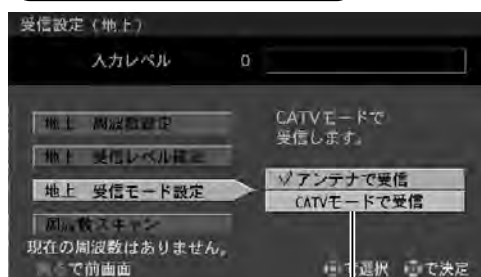 受信設定(地上)
入力レベル 0
地上 周波数設定
CATVモードで
受信します。
地上 受信レベル確認
地上 受信モード設定
アンテナで受信
CATVモードで受信
周波数スキャン
現在の周波数はありません。
戻るで前画面
で選択 で決定